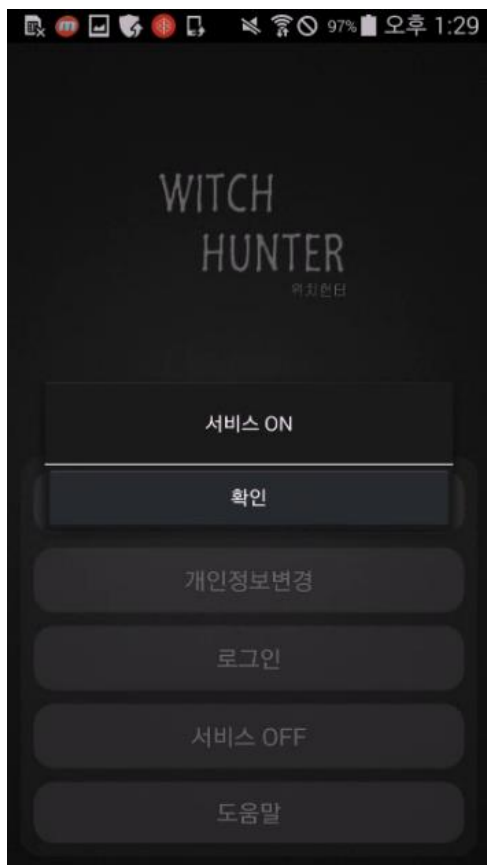 97% 오후 1:29
WITCH
HUNTER
위치헌터
서비스 ON
확인
개인정보변경
로그인
서비스 OFF
도움말